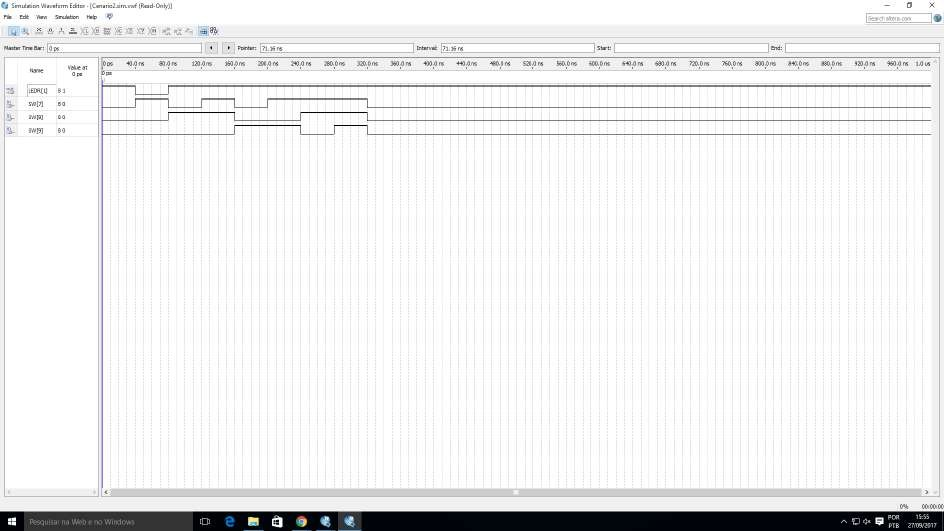 Simulation Waveform Editor - [Cenario2.sim.vwf (Read-Only)]
File Edit View Simulation Help
Search altera.com
Master Time Bar: 0 ps Pointer: 71.16 ns Interval: 71.16 ns Start: End:
Name Value at 0 ps
0 ps 40.0 ns 80.0 ns 120.0 ns 160.0 ns 200.0 ns 240.0 ns 280.0 ns 320.0 ns 360.0 ns 400.0 ns 440.0 ns 480.0 ns 520.0 ns 560.0 ns 600.0 ns 640.0 ns 680.0 ns 720.0 ns 760.0 ns 800.0 ns 840.0 ns 880.0 ns 920.0 ns 960.0 ns 1.0 us
0 ps
LEDR[1] B 1
SW[7] B 0
SW[8] B 0
SW[9] B 0
0% 00:00:00
Pesquisar na Web e no Windows
POR 15:55
PTB 27/09/2017